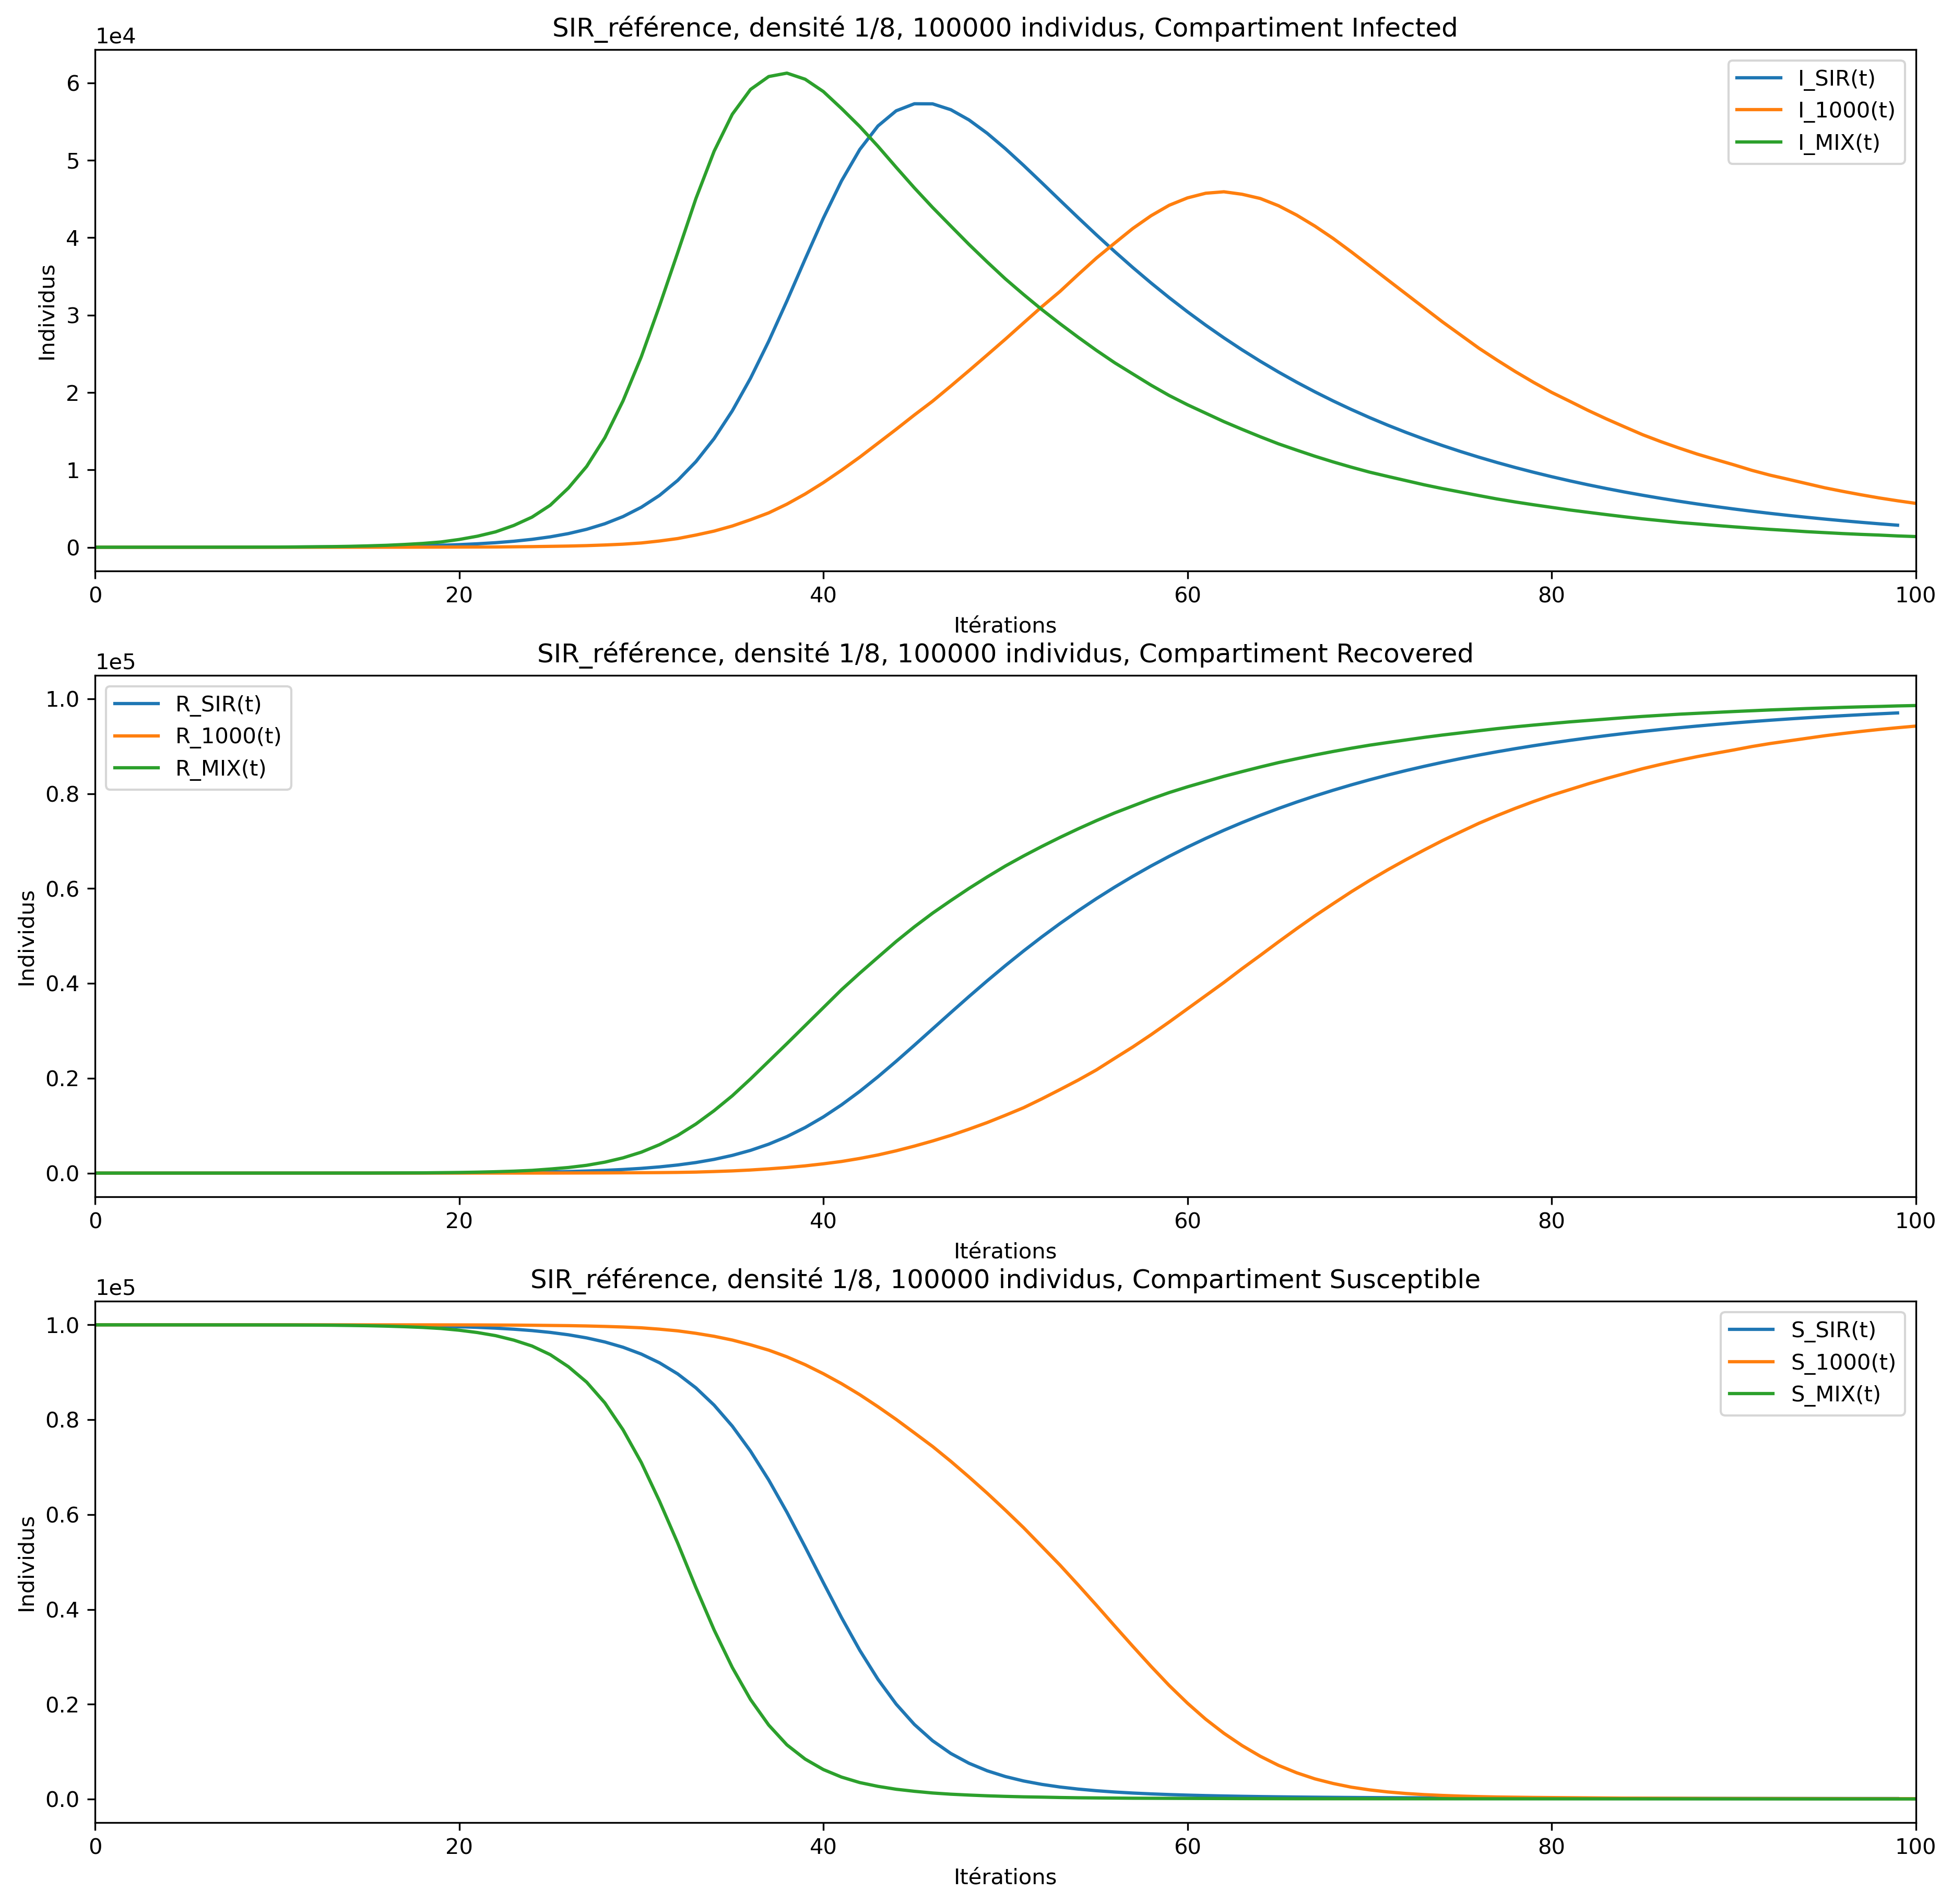 SIR_référence, densité 1/8, 100000 individus, Compartiment Infected
1e4
6
5
4
3
2
1
0
Individus
I_SIR(t)
I_1000(t)
I_MIX(t)
0 20 40 60 80 100
Itérations
SIR_référence, densité 1/8, 100000 individus, Compartiment Recovered
1e5
1.0
0.8
0.6
0.4
0.2
0.0
Individus
R_SIR(t)
R_1000(t)
R_MIX(t)
0 20 40 60 80 100
Itérations
SIR_référence, densité 1/8, 100000 individus, Compartiment Susceptible
1e5
1.0
0.8
0.6
0.4
0.2
0.0
Individus
S_SIR(t)
S_1000(t)
S_MIX(t)
0 20 40 60 80 100
Itérations